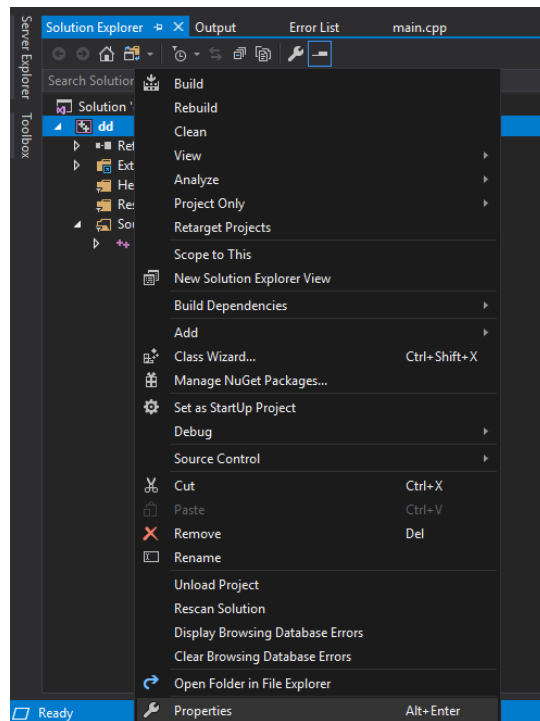 Server Explorer
Toolbox
Solution Explorer
Output
Error List
main.cpp
Search Solution
Solution '
dd
Ref
Ext
He
Re
Sou
Build
Rebuild
Clean
View
Analyze
Project Only
Retarget Projects
Scope to This
New Solution Explorer View
Build Dependencies
Add
Class Wizard... Ctrl+Shift+X
Manage NuGet Packages...
Set as StartUp Project
Debug
Source Control
Cut Ctrl+X
Paste Ctrl+V
Remove Del
Rename
Unload Project
Rescan Solution
Display Browsing Database Errors
Clear Browsing Database Errors
Open Folder in File Explorer
Properties Alt+Enter
Ready